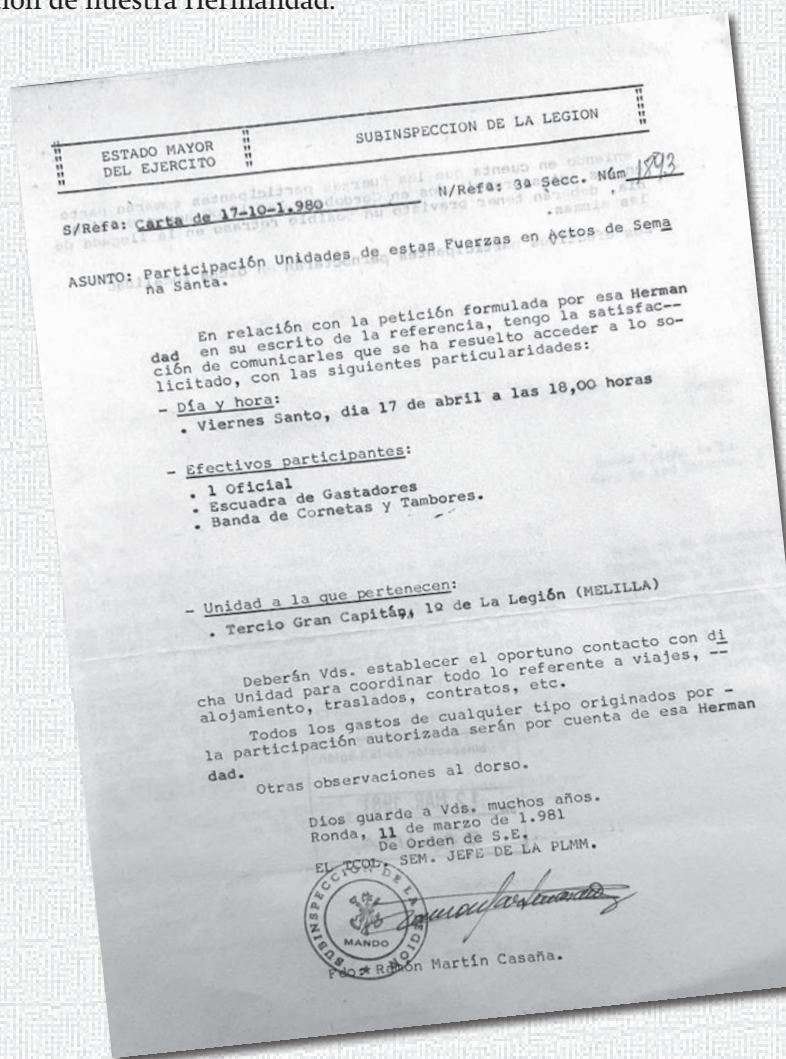 ción de nuestra Hermandad.
ESTADO MAYOR
DEL EJERCITO
SUBINSPECCION DE LA LEGION
S/Refª: Carta de 17-10-1.980 N/Refª: 3ª Secc. Núm 1893
ASUNTO: Participación Unidades de estas Fuerzas en Actos de Sema
na Santa.
En relación con la petición formulada por esa Herman
dad en su escrito de la referencia, tengo la satisfac--
ción de comunicarles que se ha resuelto acceder a lo so-
licitado, con las siguientes particularidades:
- Día y hora:
. Viernes Santo, dia 17 de abril a las 18,00 horas
- Efectivos participantes:
. 1 Oficial
. Escuadra de Gastadores
. Banda de Cornetas y Tambores.
- Unidad a la que pertenecen:
. Tercio Gran Capitán, 1º de La Legión (MELILLA)
Deberán Vds. establecer el oportuno contacto con di
cha Unidad para coordinar todo lo referente a viajes, --
alojamiento, traslados, contratos, etc.
Todos los gastos de cualquier tipo originados por -
la participación autorizada serán por cuenta de esa Herman
dad.
Otras observaciones al dorso.
Dios guarde a Vds. muchos años.
Ronda, 11 de marzo de 1.981
De Orden de S.E.
EL TCOL. SEM. JEFE DE LA PLMM.
SUBINSPECCION DE LA LEGION
MANDO
Fdo: Ramón Martín Casaña.